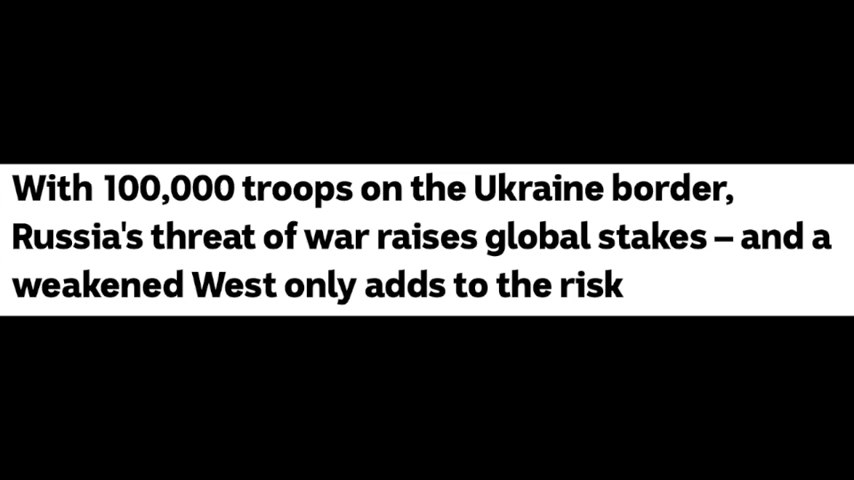 With 100,000 troops on the Ukraine border,
Russia's threat of war raises global stakes – and a
weakened West only adds to the risk